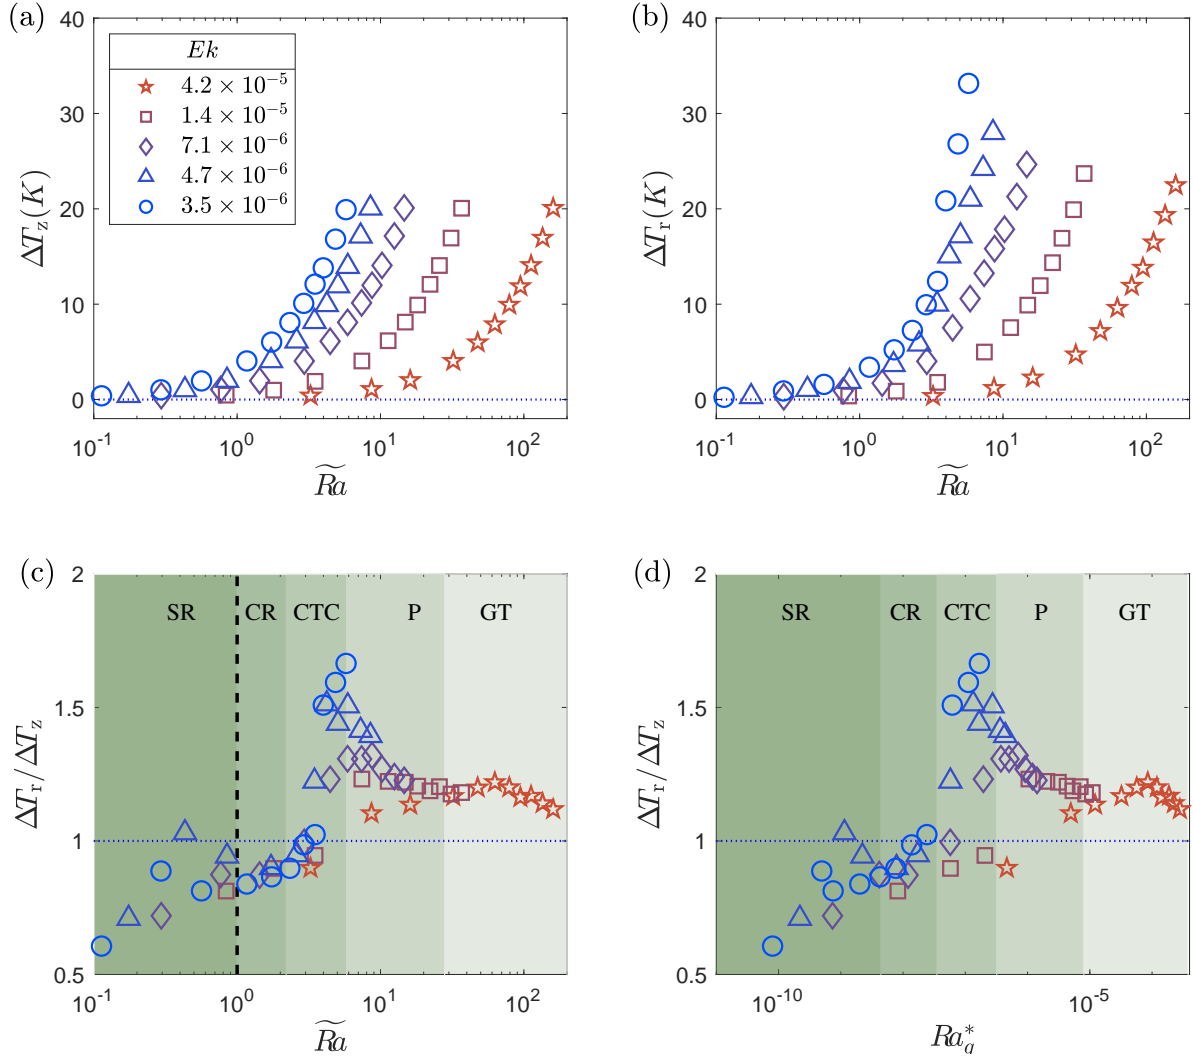 (a)
40
30
20
10
0
ΔT_z(K)
Ek
4.2 × 10^-5
1.4 × 10^-5
7.1 × 10^-6
4.7 × 10^-6
3.5 × 10^-6
10^-1 10^0 10^1 10^2
R̃a
(b)
40
30
20
10
0
ΔT_r(K)
10^-1 10^0 10^1 10^2
R̃a
(c)
2
1.5
1
0.5
ΔT_r/ΔT_z
SR CR CTC P GT
10^-1 10^0 10^1 10^2
R̃a
(d)
2
1.5
1
0.5
ΔT_r/ΔT_z
SR CR CTC P GT
10^-10 10^-5
Ra_q^*